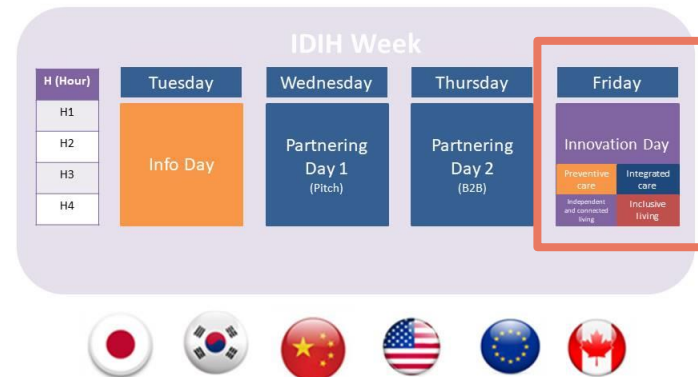 IDIH Week
H (Hour)
Tuesday
Wednesday
Thursday
Friday
H1
H2
H3
H4
Info Day
Partnering
Day 1
(Pitch)
Partnering
Day 2
(B2B)
Innovation Day
Preventive
care
Integrated
care
Independent
and connected
living
Inclusive
living